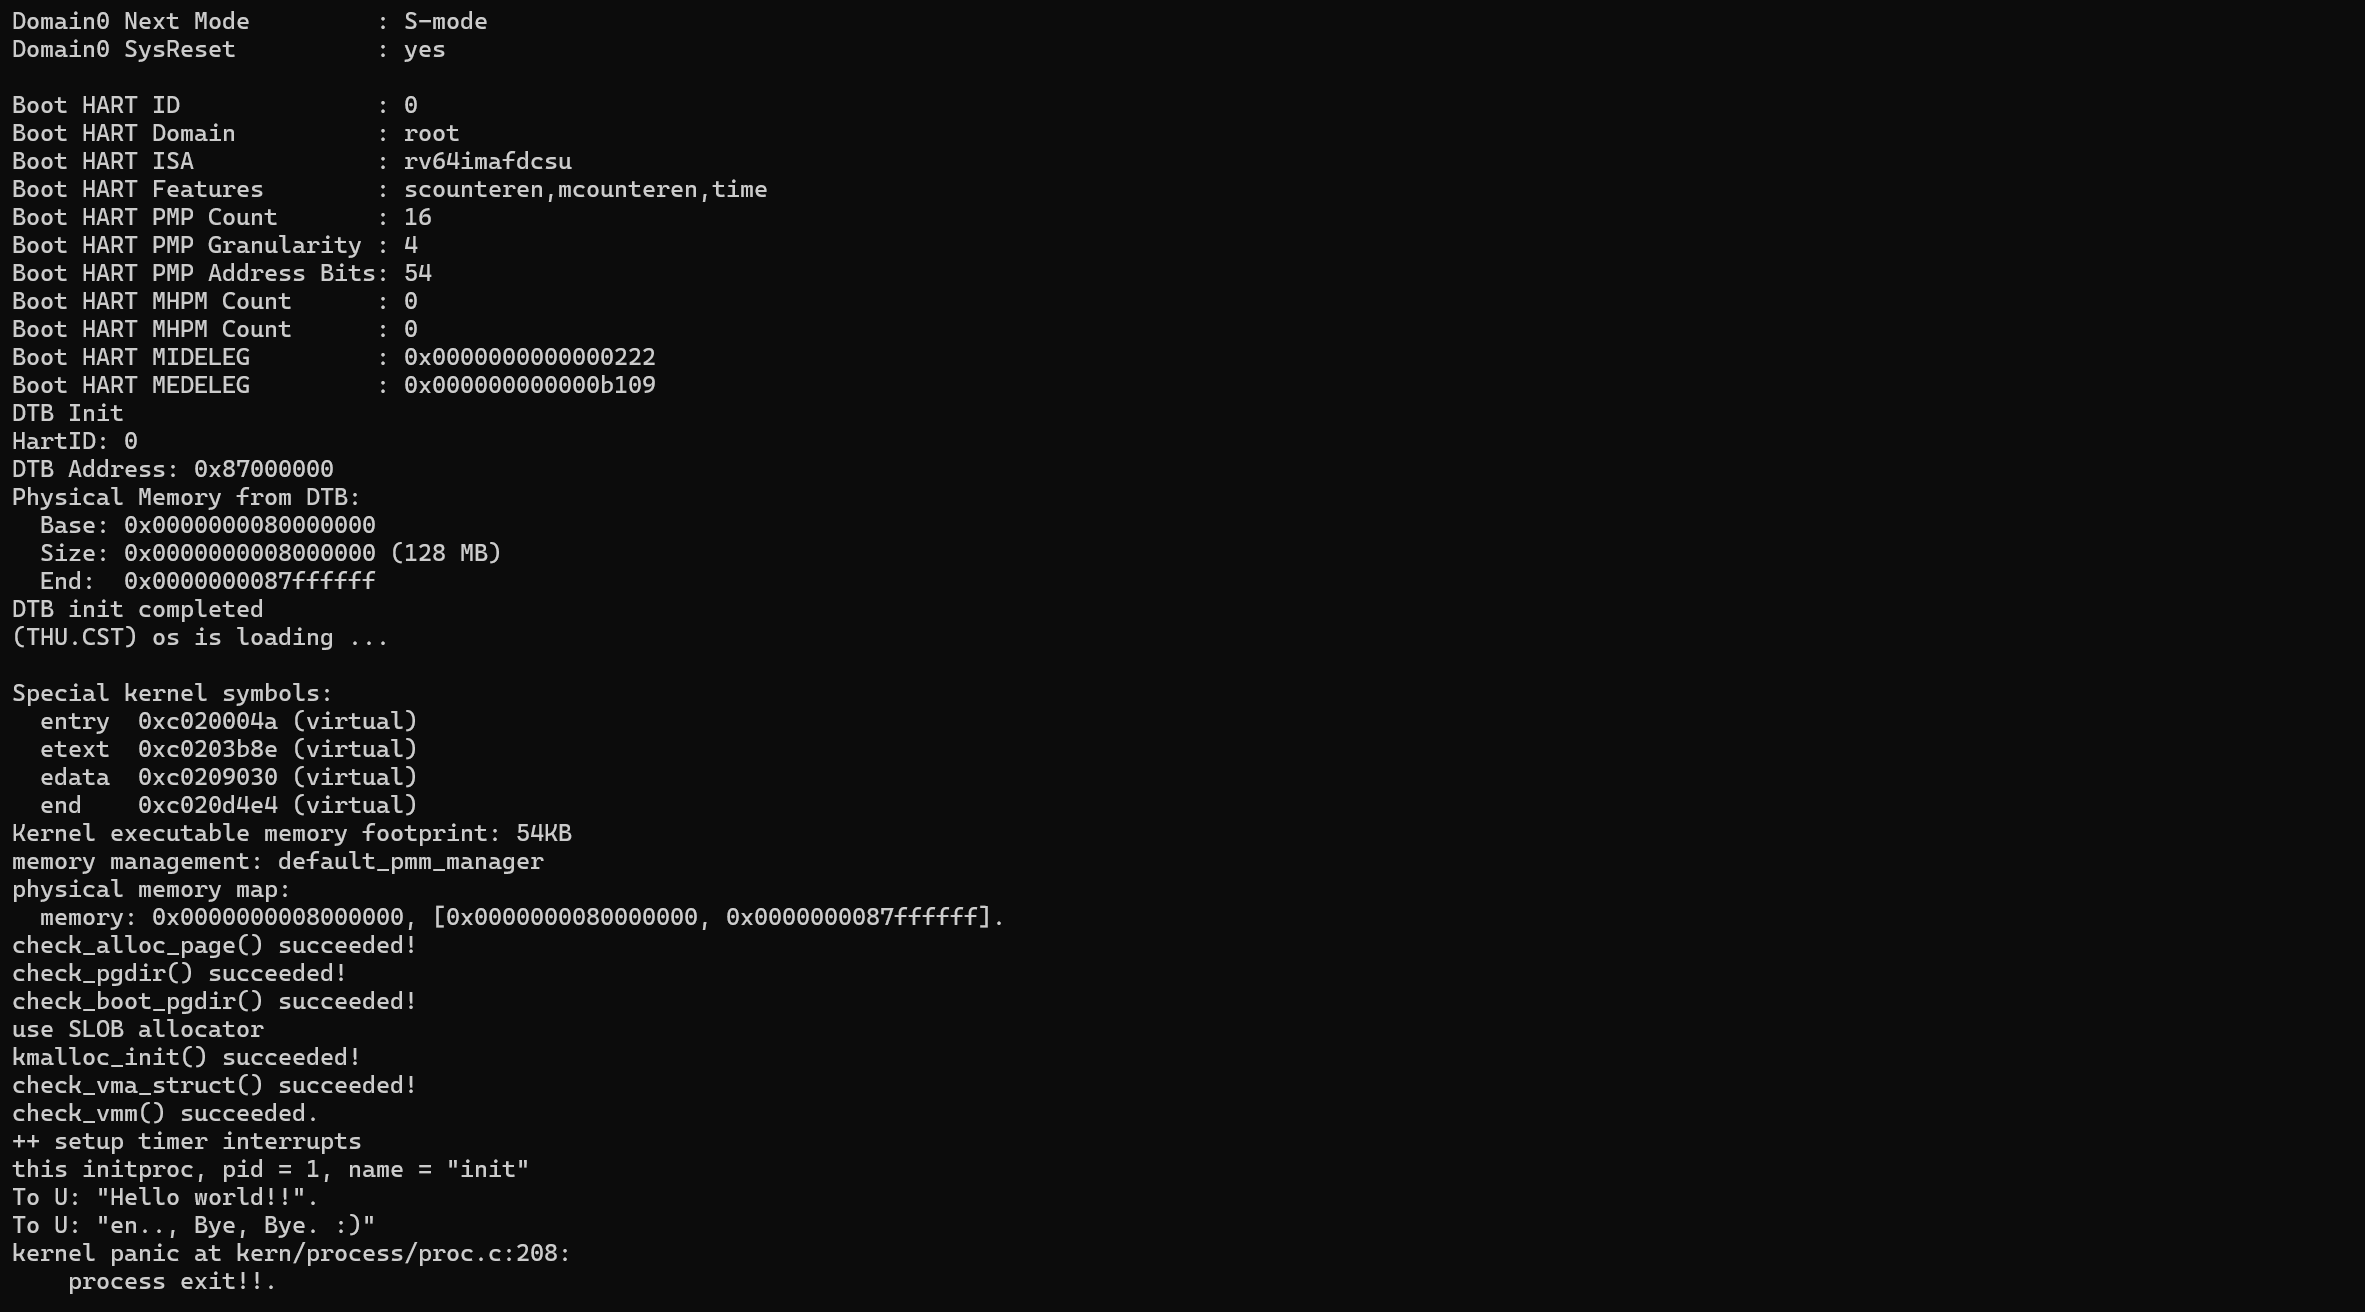 Domain0 Next Mode         : S-mode
Domain0 SysReset          : yes

Boot HART ID              : 0
Boot HART Domain          : root
Boot HART ISA             : rv64imafdcsu
Boot HART Features        : scounteren,mcounteren,time
Boot HART PMP Count       : 16
Boot HART PMP Granularity : 4
Boot HART PMP Address Bits: 54
Boot HART MHPM Count      : 0
Boot HART MHPM Count      : 0
Boot HART MIDELEG         : 0x0000000000000222
Boot HART MEDELEG         : 0x000000000000b109
DTB Init
HartID: 0
DTB Address: 0x87000000
Physical Memory from DTB:
  Base: 0x0000000080000000
  Size: 0x0000000008000000 (128 MB)
  End:  0x0000000087ffffff
DTB init completed
(THU.CST) os is loading ...

Special kernel symbols:
  entry  0xc020004a (virtual)
  etext  0xc0203b8e (virtual)
  edata  0xc0209030 (virtual)
  end    0xc020d4e4 (virtual)
Kernel executable memory footprint: 54KB
memory management: default_pmm_manager
physical memory map:
  memory: 0x0000000008000000, [0x0000000080000000, 0x0000000087ffffff].
check_alloc_page() succeeded!
check_pgdir() succeeded!
check_boot_pgdir() succeeded!
use SLOB allocator
kmalloc_init() succeeded!
check_vma_struct() succeeded!
check_vmm() succeeded.
++ setup timer interrupts
this initproc, pid = 1, name = "init"
To U: "Hello world!!".
To U: "en.., Bye, Bye. :)"
kernel panic at kern/process/proc.c:208:
    process exit!!.